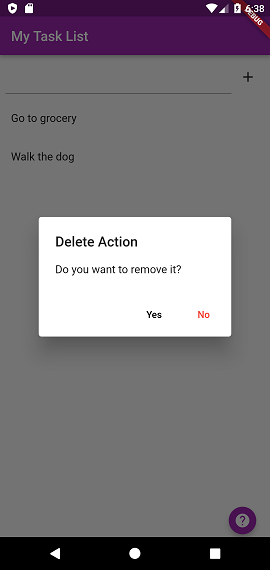 6:38
DEBUG
My Task List
Go to grocery
Walk the dog
Delete Action
Do you want to remove it?
Yes
No
?